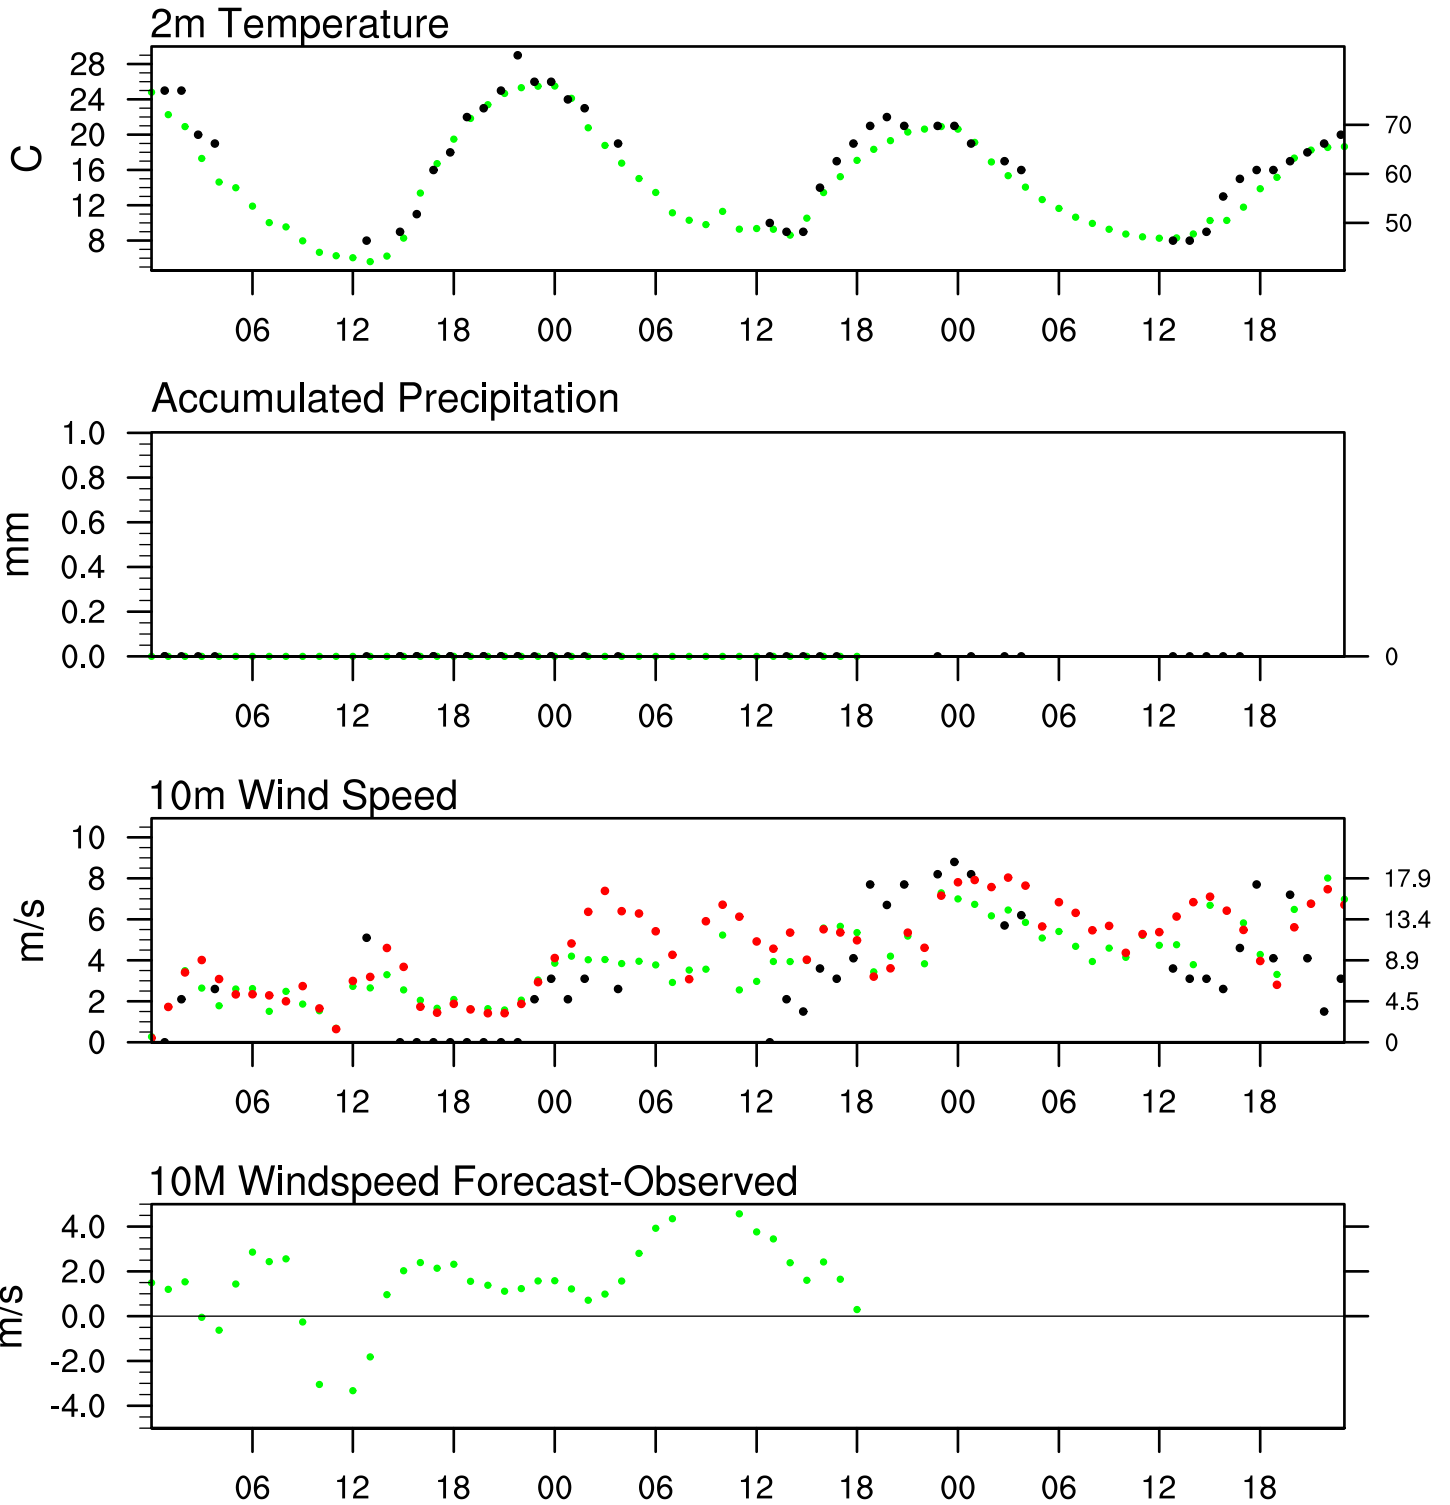 2m Temperature
28
24
20
16
12
8
C
70
60
50
06 12 18 00 06 12 18 00 06 12 18
Accumulated Precipitation
1.0
0.8
0.6
0.4
0.2
0.0
mm
0
06 12 18 00 06 12 18 00 06 12 18
10m Wind Speed
10
8
6
4
2
0
m/s
17.9
13.4
8.9
4.5
0
06 12 18 00 06 12 18 00 06 12 18
10M Windspeed Forecast-Observed
4.0
2.0
0.0
-2.0
-4.0
m/s
06 12 18 00 06 12 18 00 06 12 18